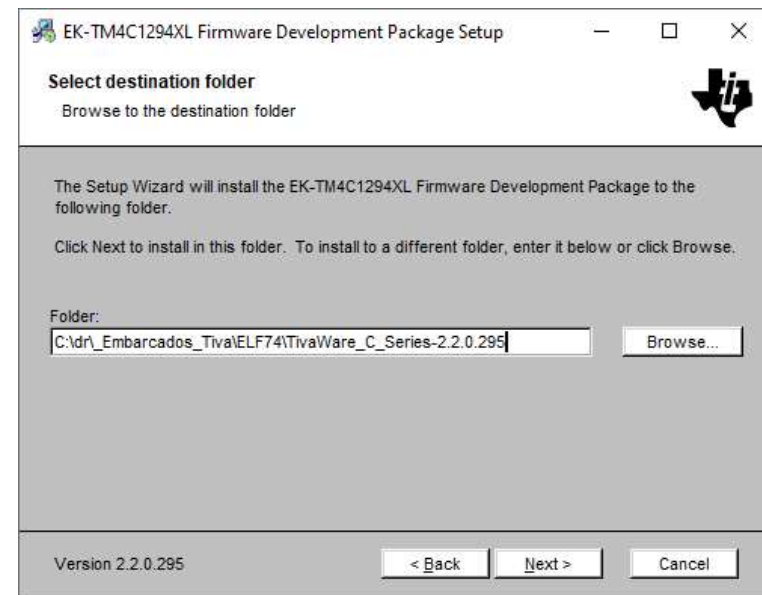 EK-TM4C1294XL Firmware Development Package Setup
Select destination folder
Browse to the destination folder
The Setup Wizard will install the EK-TM4C1294XL Firmware Development Package to the
following folder.
Click Next to install in this folder. To install to a different folder, enter it below or click Browse.
Folder:
C:\dr\_Embarcados_Tiva\ELF74\TivaWare_C_Series-2.2.0.295
Browse...
Version 2.2.0.295
< Back
Next >
Cancel